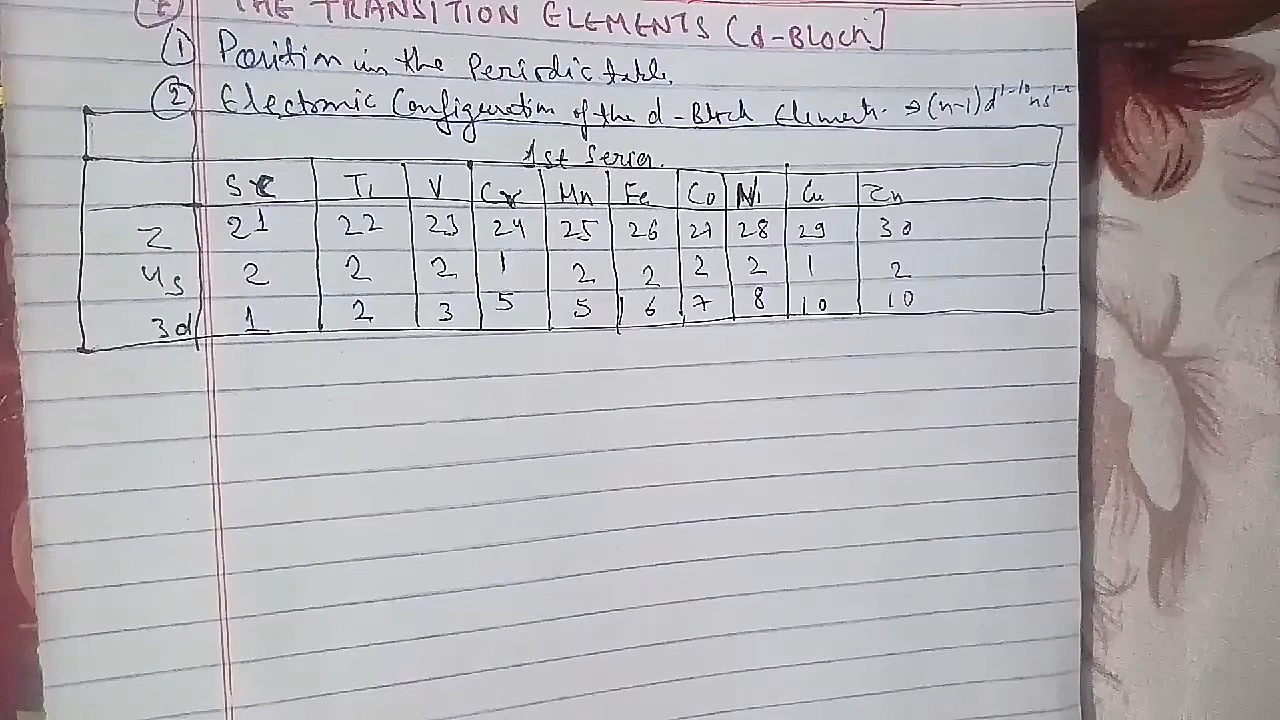 THE TRANSITION ELEMENTS [d-BLOCK]
① Position in the Periodic table.
② Electronic Configuration of the d-Block Elements. ⇒ (n-1)d¹⁻¹⁰ns¹⁻²
1st Series.
Sc Ti V Cr Mn Fe Co Ni Cu Zn
Z 21 22 23 24 25 26 27 28 29 30
4s 2 2 2 1 2 2 2 2 1 2
3d 1 2 3 5 5 6 7 8 10 10